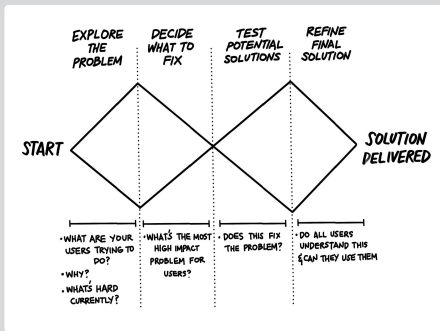 EXPLORE
THE
PROBLEM
DECIDE
WHAT TO
FIX
TEST
POTENTIAL
SOLUTIONS
REFINE
FINAL
SOLUTION
START
SOLUTION
DELIVERED
• WHAT ARE YOUR
USERS TRYING TO
DO?
• WHY?
• WHAT'S HARD
CURRENTLY?
• WHAT'S THE MOST
HIGH IMPACT
PROBLEM FOR
USERS?
• DOES THIS FIX
THE PROBLEM?
• DO ALL USERS
UNDERSTAND THIS
& CAN THEY USE THEM